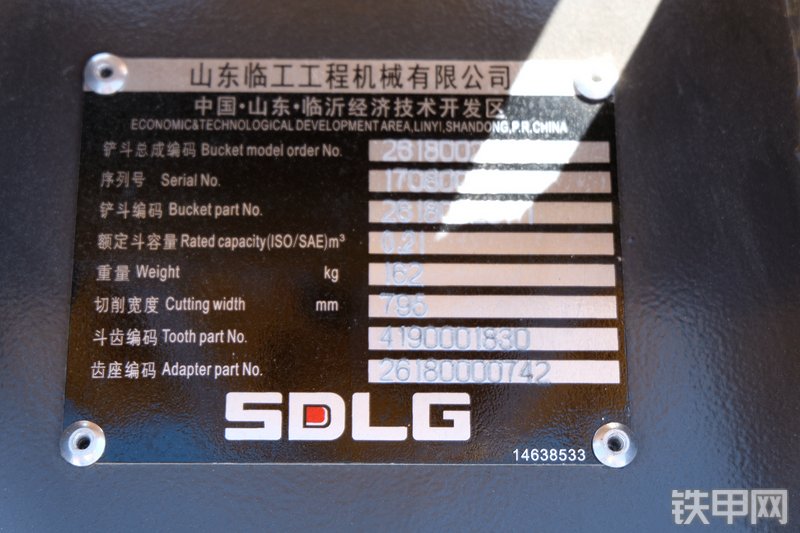 山东临工工程机械有限公司
中国·山东·临沂经济技术开发区
ECONOMIC&TECHNOLOGICAL DEVELOPMENT AREA,LINYI,SHANDONG,P.R.CHINA
铲斗总成编码 Bucket model order No.
序列号 Serial No.
铲斗编码 Bucket part No.
额定斗容量 Rated capacity(ISO/SAE)m³ 0.21
重量 Weight kg 162
切削宽度 Cutting width mm 795
斗齿编码 Tooth part No. 4190001830
齿座编码 Adapter part No. 26180000742
SDLG
14638533
铁甲网